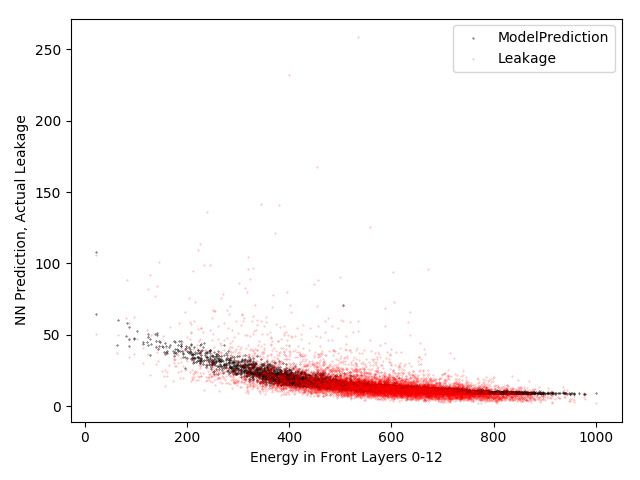 ModelPrediction
Leakage
NN Prediction, Actual Leakage
250
200
150
100
50
0
0 200 400 600 800 1000
Energy in Front Layers 0-12